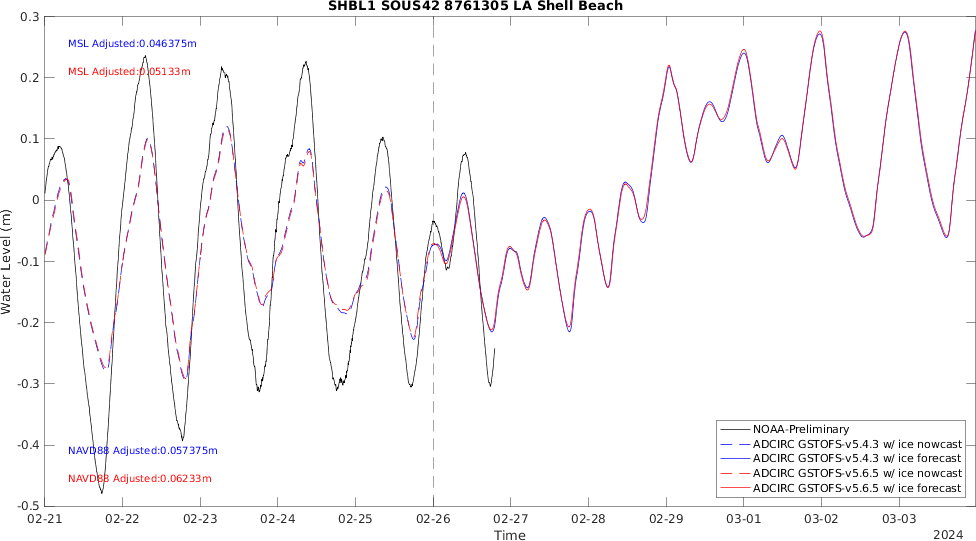 SHBL1 SOUS42 8761305 LA Shell Beach
0.3
0.2
0.1
0
-0.1
-0.2
-0.3
-0.4
-0.5
Water Level (m)
MSL Adjusted:0.046375m
MSL Adjusted:0.05133m
NAVD88 Adjusted:0.057375m
NAVD88 Adjusted:0.06233m
NOAA-Preliminary
ADCIRC GSTOFS-v5.4.3 w/ ice nowcast
ADCIRC GSTOFS-v5.4.3 w/ ice forecast
ADCIRC GSTOFS-v5.6.5 w/ ice nowcast
ADCIRC GSTOFS-v5.6.5 w/ ice forecast
02-21 02-22 02-23 02-24 02-25 02-26 02-27 02-28 02-29 03-01 03-02 03-03
Time
2024